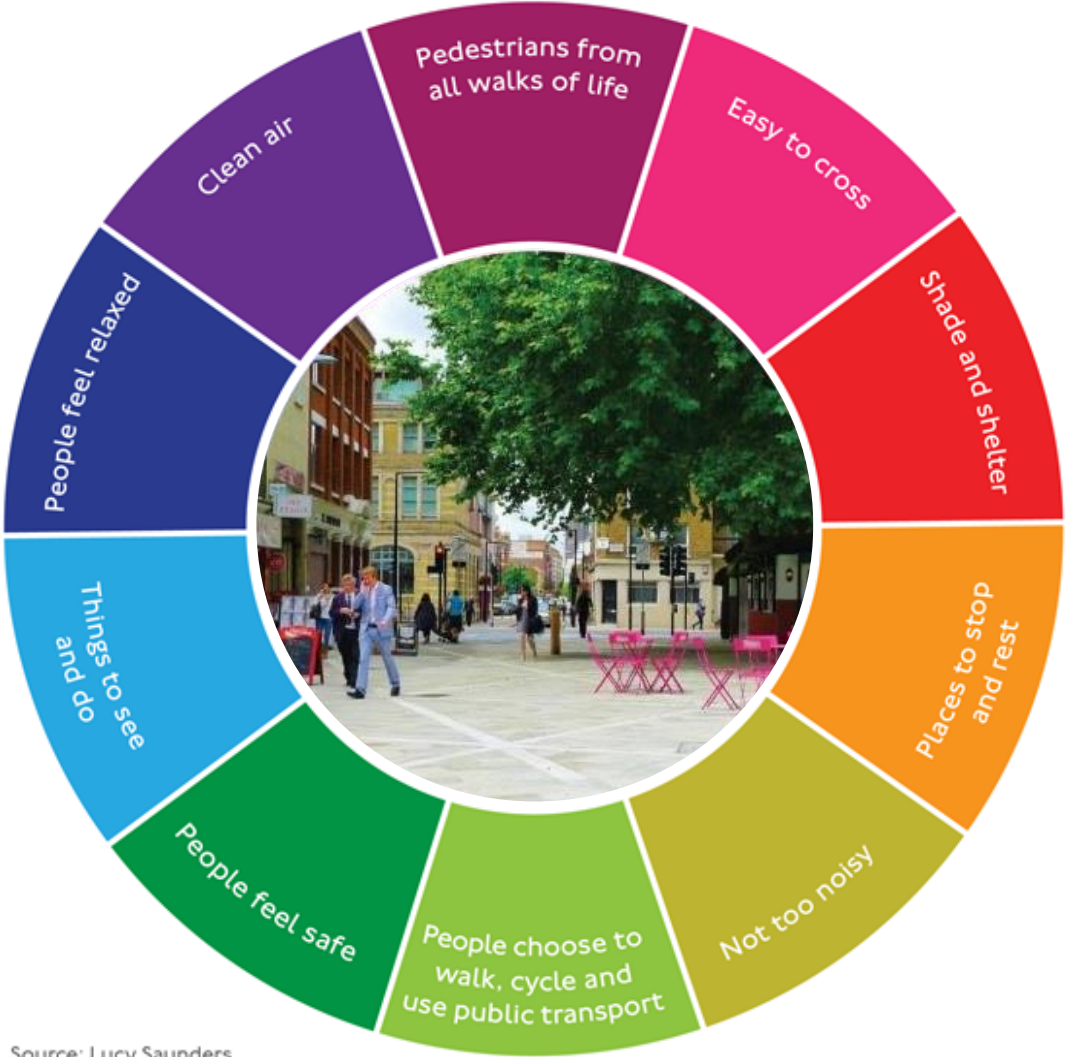 Pedestrians from
all walks of life
Easy to cross
Shade and shelter
Places to stop
and rest
Not too noisy
People choose to
walk, cycle and
use public transport
People feel safe
Things to see
and do
People feel relaxed
Clean air
Source: Lucy Saunders